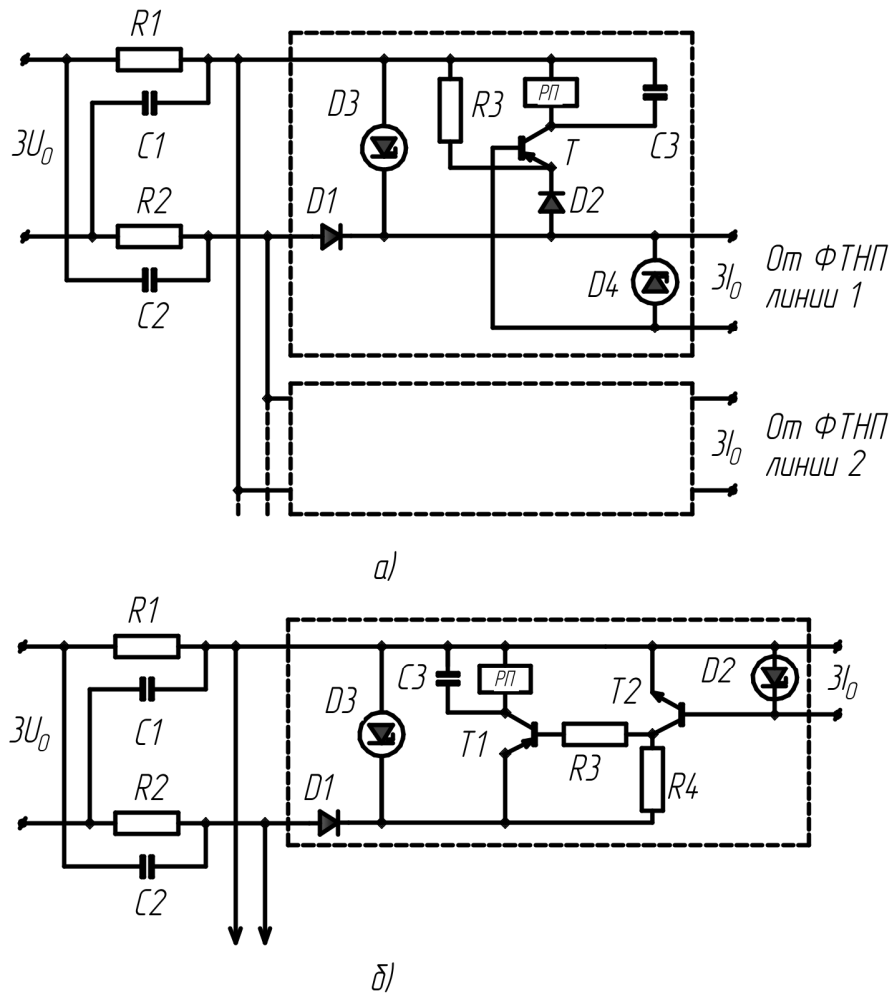 R1
D3
R3
РП
C3
T
3U₀
C1
R2
D1
D2
C2
D4
3I₀
От ФТНП
линии 1
3I₀
От ФТНП
линии 2
а)
R1
C3
РП
T2
D2
3I₀
D3
T1
3U₀
C1
R3
R2
D1
R4
C2
б)